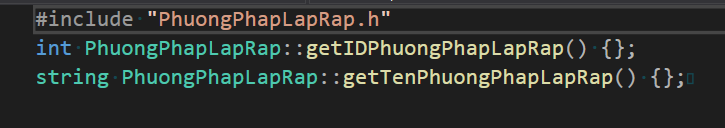 #include "PhuongPhapLapRap.h"
int PhuongPhapLapRap::getIDPhuongPhapLapRap() {};
string PhuongPhapLapRap::getTenPhuongPhapLapRap() {};